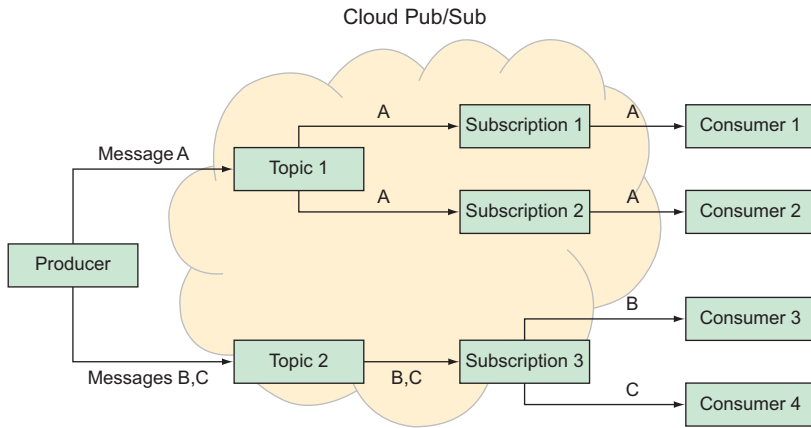 Cloud Pub/Sub
A
Subscription 1
A
Consumer 1
Message A
Topic 1
A
Subscription 2
A
Consumer 2
Producer
B
Consumer 3
Messages B,C
Topic 2
B,C
Subscription 3
C
Consumer 4